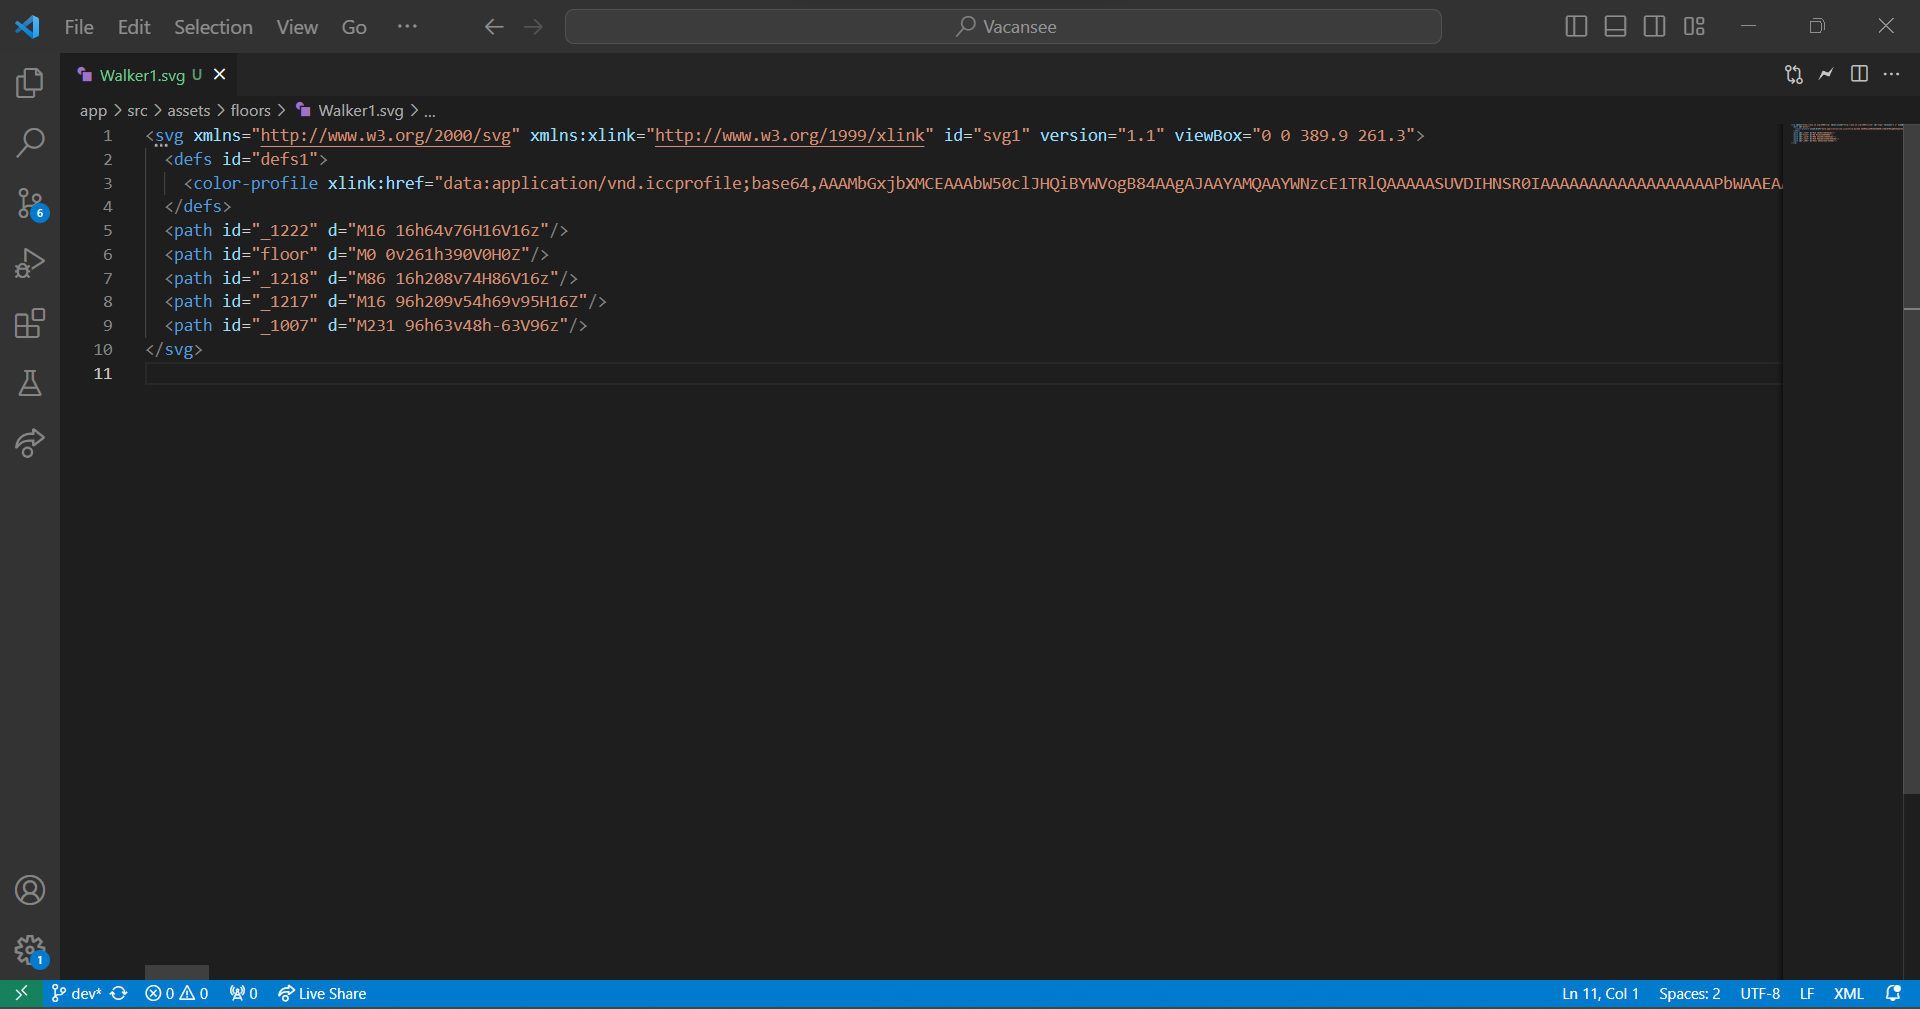 File Edit Selection View Go ··· Vacansee
Walker1.svg U
app > src > assets > floors > Walker1.svg > ...
1 <svg xmlns="http://www.w3.org/2000/svg" xmlns:xlink="http://www.w3.org/1999/xlink" id="svg1" version="1.1" viewBox="0 0 389.9 261.3">
2 <defs id="defs1">
3 <color-profile xlink:href="data:application/vnd.iccprofile;base64,AAAMbGxjbXMCEAAAbW50clJHQiBYWVogB84AAgAJAAYAMQAAYWNzcE1TRlQAAAAASUVDIHNSR0IAAAAAAAAAAAAAAAAAAPbWAAEAA
4 </defs>
5 <path id="_1222" d="M16 16h64v76H16V16z"/>
6 <path id="floor" d="M0 0v261h390V0H0Z"/>
7 <path id="_1218" d="M86 16h208v74H86V16z"/>
8 <path id="_1217" d="M16 96h209v54h69v95H16Z"/>
9 <path id="_1007" d="M231 96h63v48h-63V96z"/>
10 </svg>
11
6
1
dev* 0 0 0 Live Share Ln 11, Col 1 Spaces: 2 UTF-8 LF XML